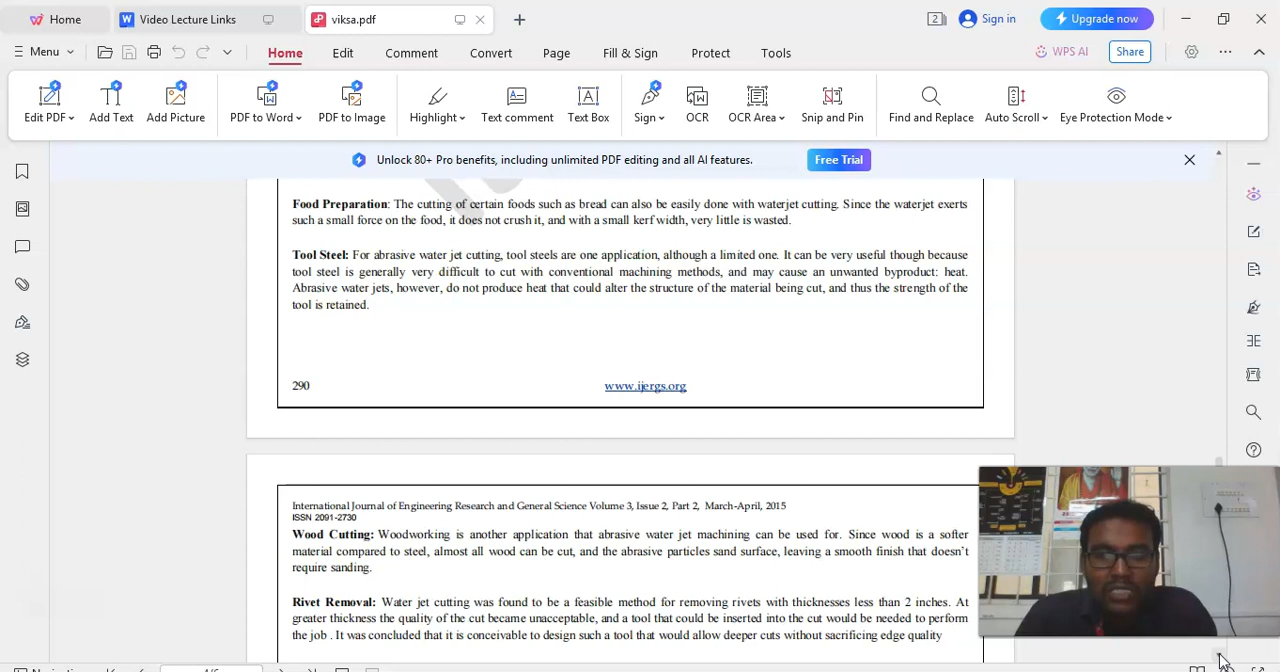 Home
Video Lecture Links
viksa.pdf
2
Sign in
Upgrade now
Menu
Home
Edit
Comment
Convert
Page
Fill & Sign
Protect
Tools
WPS AI
Share
Edit PDF
Add Text
Add Picture
PDF to Word
PDF to Image
Highlight
Text comment
Text Box
Sign
OCR
OCR Area
Snip and Pin
Find and Replace
Auto Scroll
Eye Protection Mode
Unlock 80+ Pro benefits, including unlimited PDF editing and all AI features.
Free Trial
Food Preparation: The cutting of certain foods such as bread can also be easily done with waterjet cutting. Since the waterjet exerts
such a small force on the food, it does not crush it, and with a small kerf width, very little is wasted.
Tool Steel: For abrasive water jet cutting, tool steels are one application, although a limited one. It can be very useful though because
tool steel is generally very difficult to cut with conventional machining methods, and may cause an unwanted byproduct: heat.
Abrasive water jets, however, do not produce heat that could alter the structure of the material being cut, and thus the strength of the
tool is retained.
290
www.ijergs.org
International Journal of Engineering Research and General Science Volume 3, Issue 2, Part 2, March-April, 2015
ISSN 2091-2730
Wood Cutting: Woodworking is another application that abrasive water jet machining can be used for. Since wood is a softer
material compared to steel, almost all wood can be cut, and the abrasive particles sand surface, leaving a smooth finish that doesn't
require sanding.
Rivet Removal: Water jet cutting was found to be a feasible method for removing rivets with thicknesses less than 2 inches. At
greater thickness the quality of the cut became unacceptable, and a tool that could be inserted into the cut would be needed to perform
the job . It was concluded that it is conceivable to design such a tool that would allow deeper cuts without sacrificing edge quality